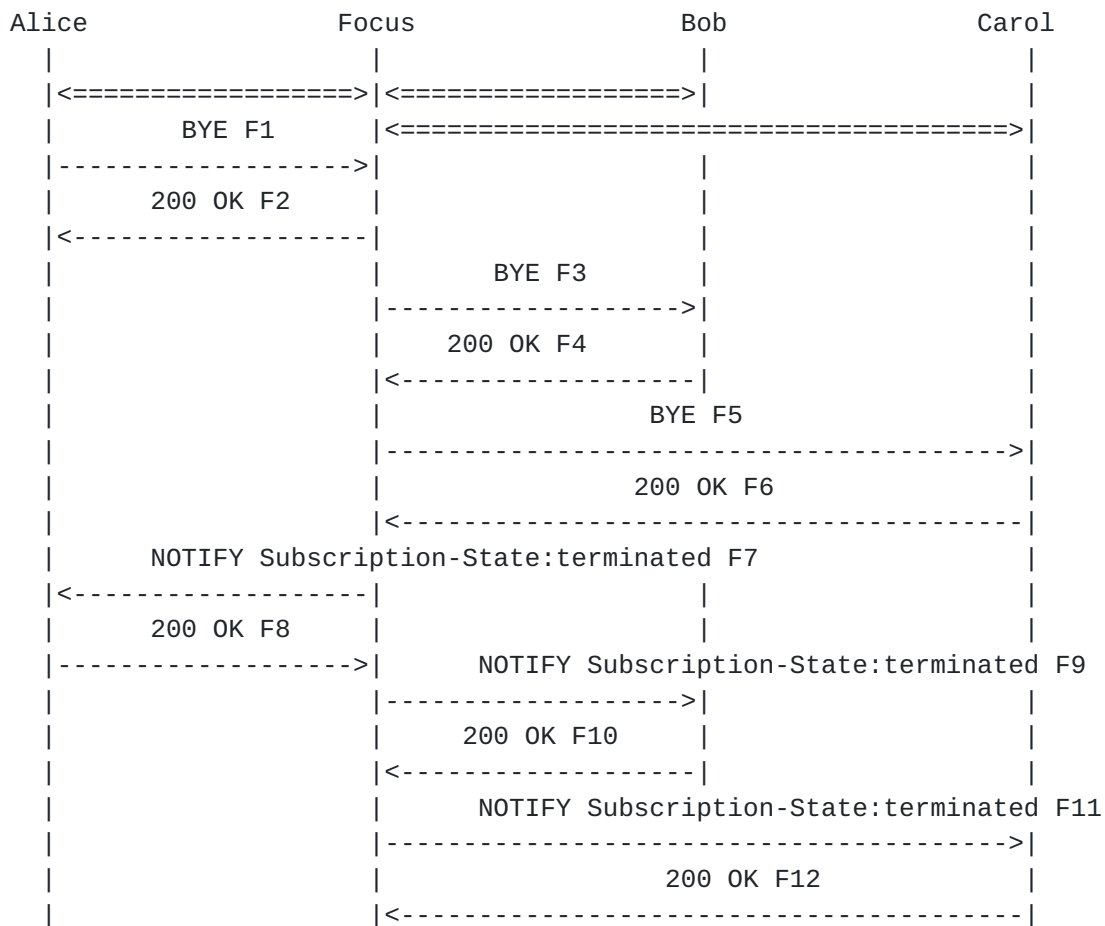 Alice Focus Bob Carol
BYE F1
200 OK F2
BYE F3
200 OK F4
BYE F5
200 OK F6
NOTIFY Subscription-State:terminated F7
200 OK F8
NOTIFY Subscription-State:terminated F9
200 OK F10
NOTIFY Subscription-State:terminated F11
200 OK F12